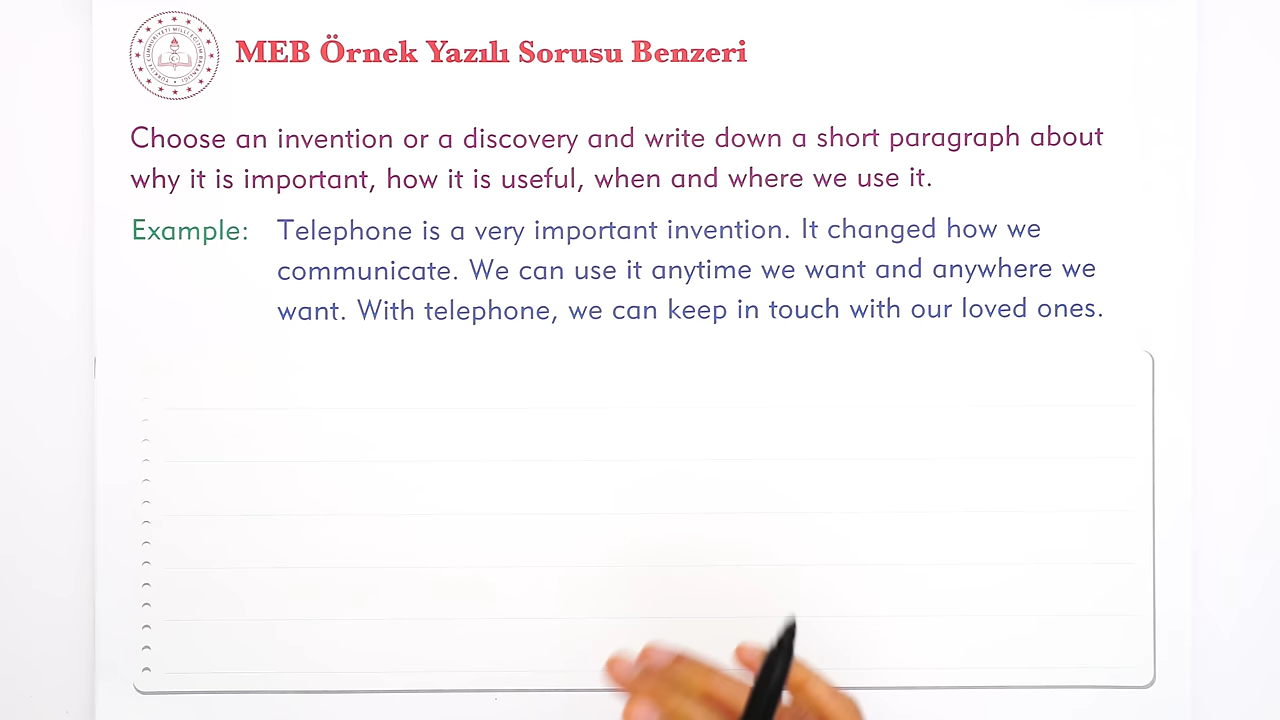 MEB Örnek Yazılı Sorusu Benzeri
Choose an invention or a discovery and write down a short paragraph about
why it is important, how it is useful, when and where we use it.
Example: Telephone is a very important invention. It changed how we
communicate. We can use it anytime we want and anywhere we
want. With telephone, we can keep in touch with our loved ones.